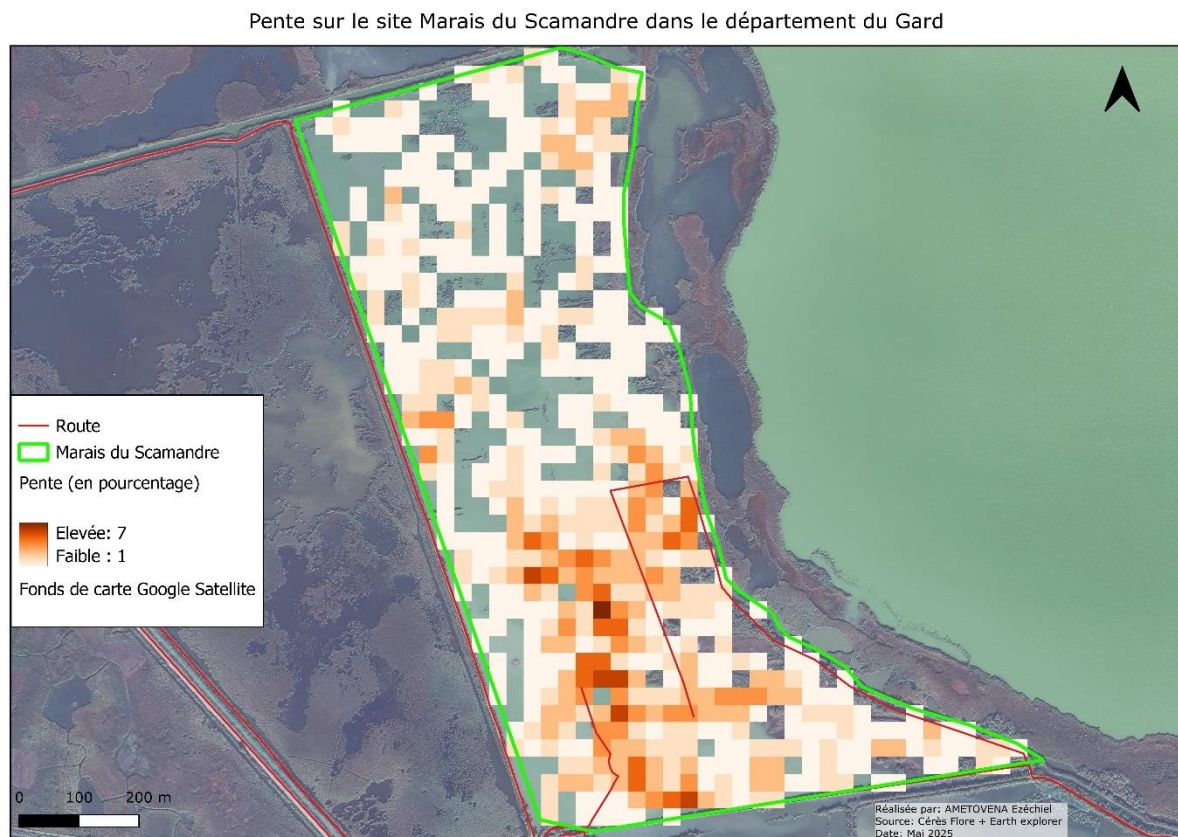 Pente sur le site Marais du Scamandre dans le département du Gard
Route
Marais du Scamandre
Pente (en pourcentage)
Elevée: 7
Faible : 1
Fonds de carte Google Satellite
0 100 200 m
Réalisée par: AMETOVENA Ezéchiel
Source: Cérès Flore + Earth explorer
Date: Mai 2025